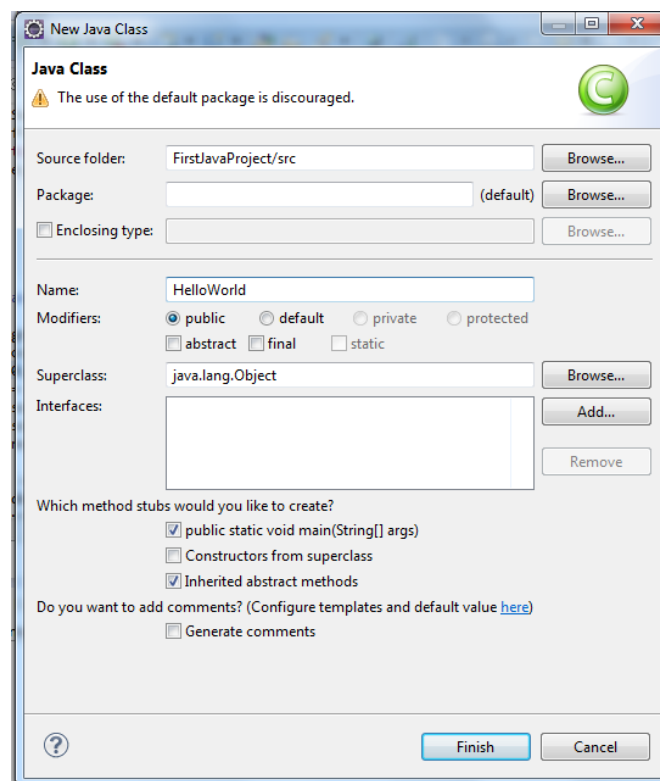 New Java Class
Java Class
The use of the default package is discouraged.
Source folder: FirstJavaProject/src Browse...
Package: (default) Browse...
Enclosing type: Browse...
Name: HelloWorld
Modifiers: public default private protected
abstract final static
Superclass: java.lang.Object Browse...
Interfaces: Add...
Remove
Which method stubs would you like to create?
public static void main(String[] args)
Constructors from superclass
Inherited abstract methods
Do you want to add comments? (Configure templates and default value here)
Generate comments
Finish Cancel